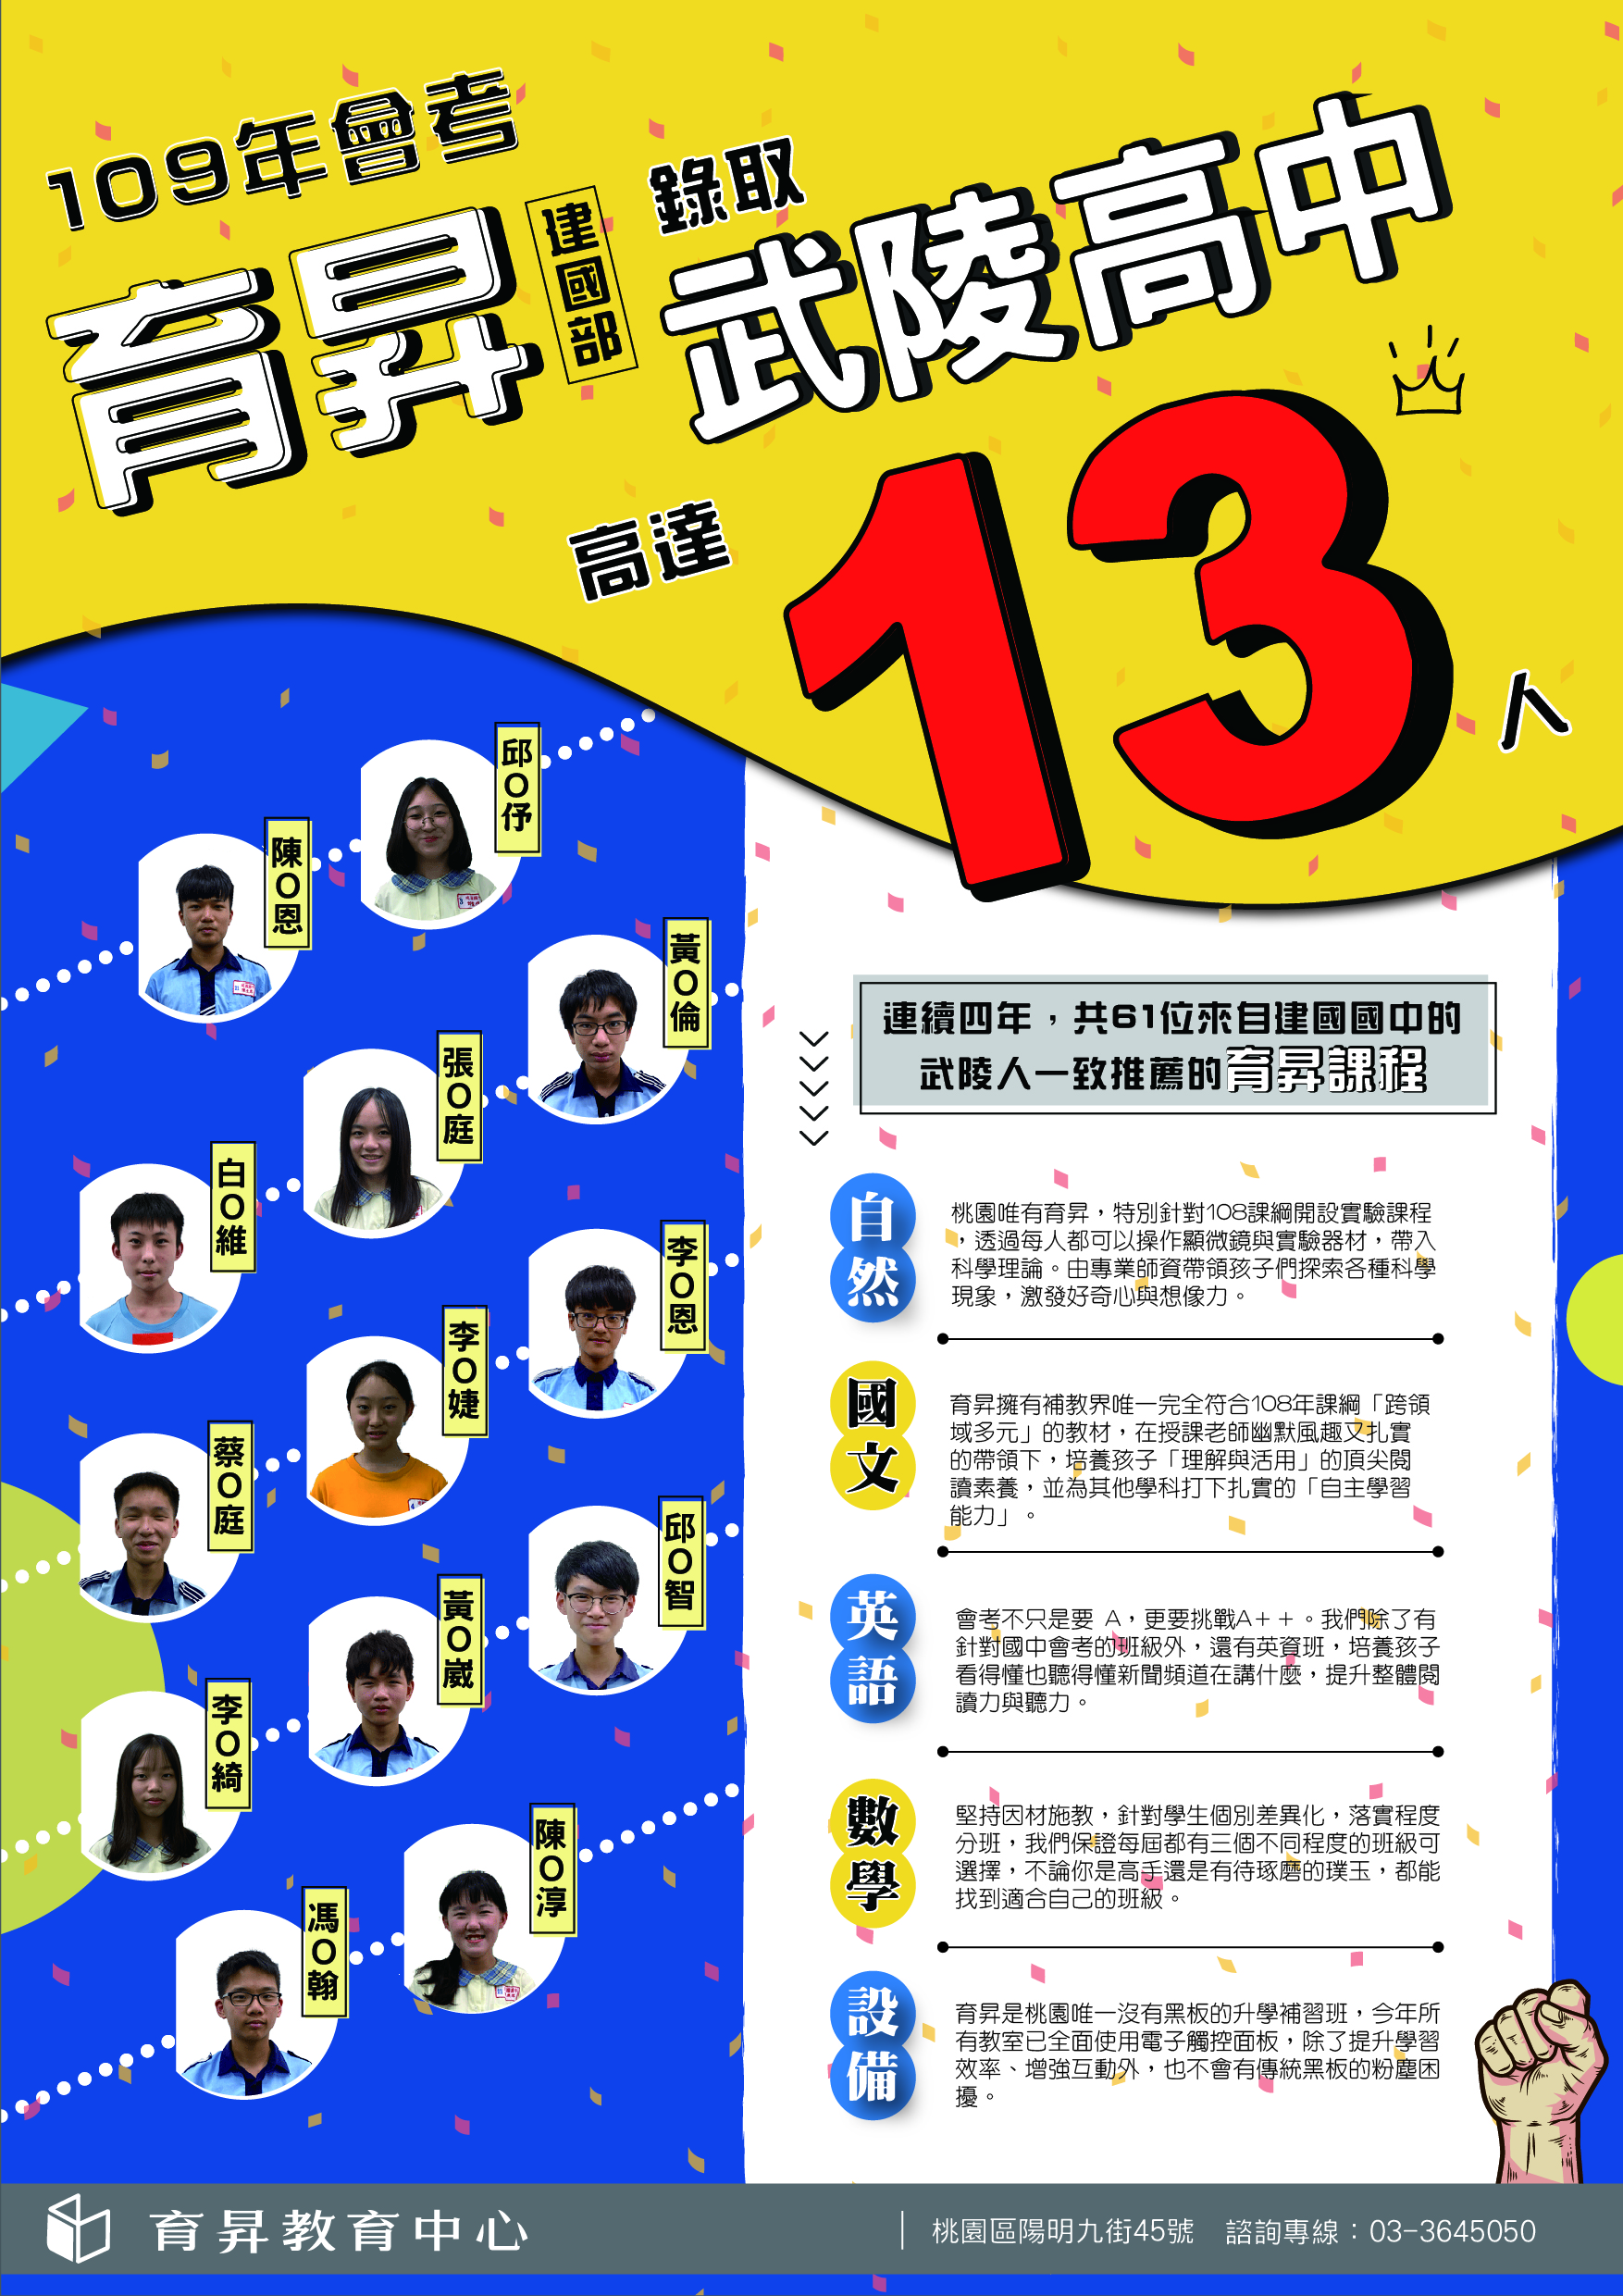 109年會考
育昇
建國部
錄取
武陵高中
高達
13
人
邱O伃
陳O恩
黃O倫
張O庭
白O維
李O恩
李O婕
蔡O庭
邱O智
黃O崴
李O綺
陳O淳
馮O翰
連續四年，共61位來自建國國中的
武陵人一致推薦的育昇課程
自然
桃園唯有育昇，特別針對108課綱開設實驗課程
，透過每人都可以操作顯微鏡與實驗器材，帶入
科學理論。由專業師資帶領孩子們探索各種科學
現象，激發好奇心與想像力。
國文
育昇擁有補教界唯一完全符合108年課綱「跨領
域多元」的教材，在授課老師幽默風趣又扎實
的帶領下，培養孩子「理解與活用」的頂尖閱
讀素養，並為其他學科打下扎實的「自主學習
能力」。
英語
會考不只是要 A，更要挑戰A++。我們除了有
針對國中會考的班級外，還有英資班，培養孩子
看得懂也聽得懂新聞頻道在講什麼，提升整體閱
讀力與聽力。
數學
堅持因材施教，針對學生個別差異化，落實程度
分班，我們保證每屆都有三個不同程度的班級可
選擇，不論你是高手還是有待琢磨的璞玉，都能
找到適合自己的班級。
設備
育昇是桃園唯一沒有黑板的升學補習班，今年所
有教室已全面使用電子觸控面板，除了提升學習
效率、增強互動外，也不會有傳統黑板的粉塵困
擾。
育昇教育中心
桃園區陽明九街45號 諮詢專線：03-3645050